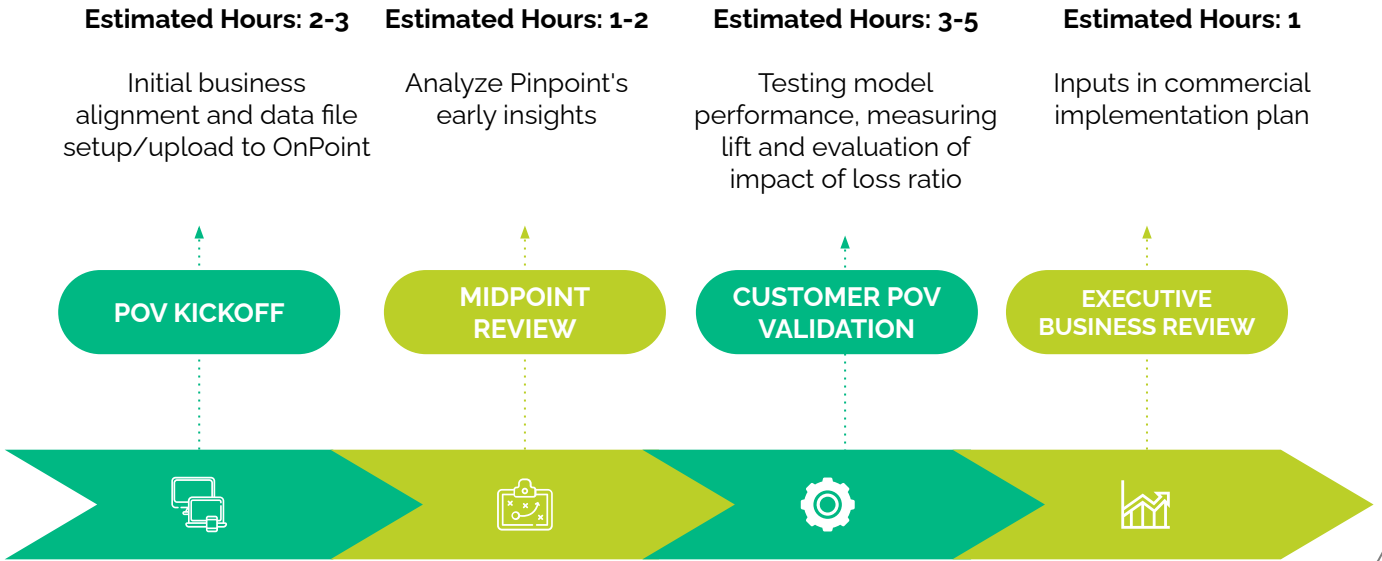 Estimated Hours: 2-3
Initial business
alignment and data file
setup/upload to OnPoint
POV KICKOFF
Estimated Hours: 1-2
Analyze Pinpoint's
early insights
MIDPOINT
REVIEW
Estimated Hours: 3-5
Testing model
performance, measuring
lift and evaluation of
impact of loss ratio
CUSTOMER POV
VALIDATION
Estimated Hours: 1
Inputs in commercial
implementation plan
EXECUTIVE
BUSINESS REVIEW